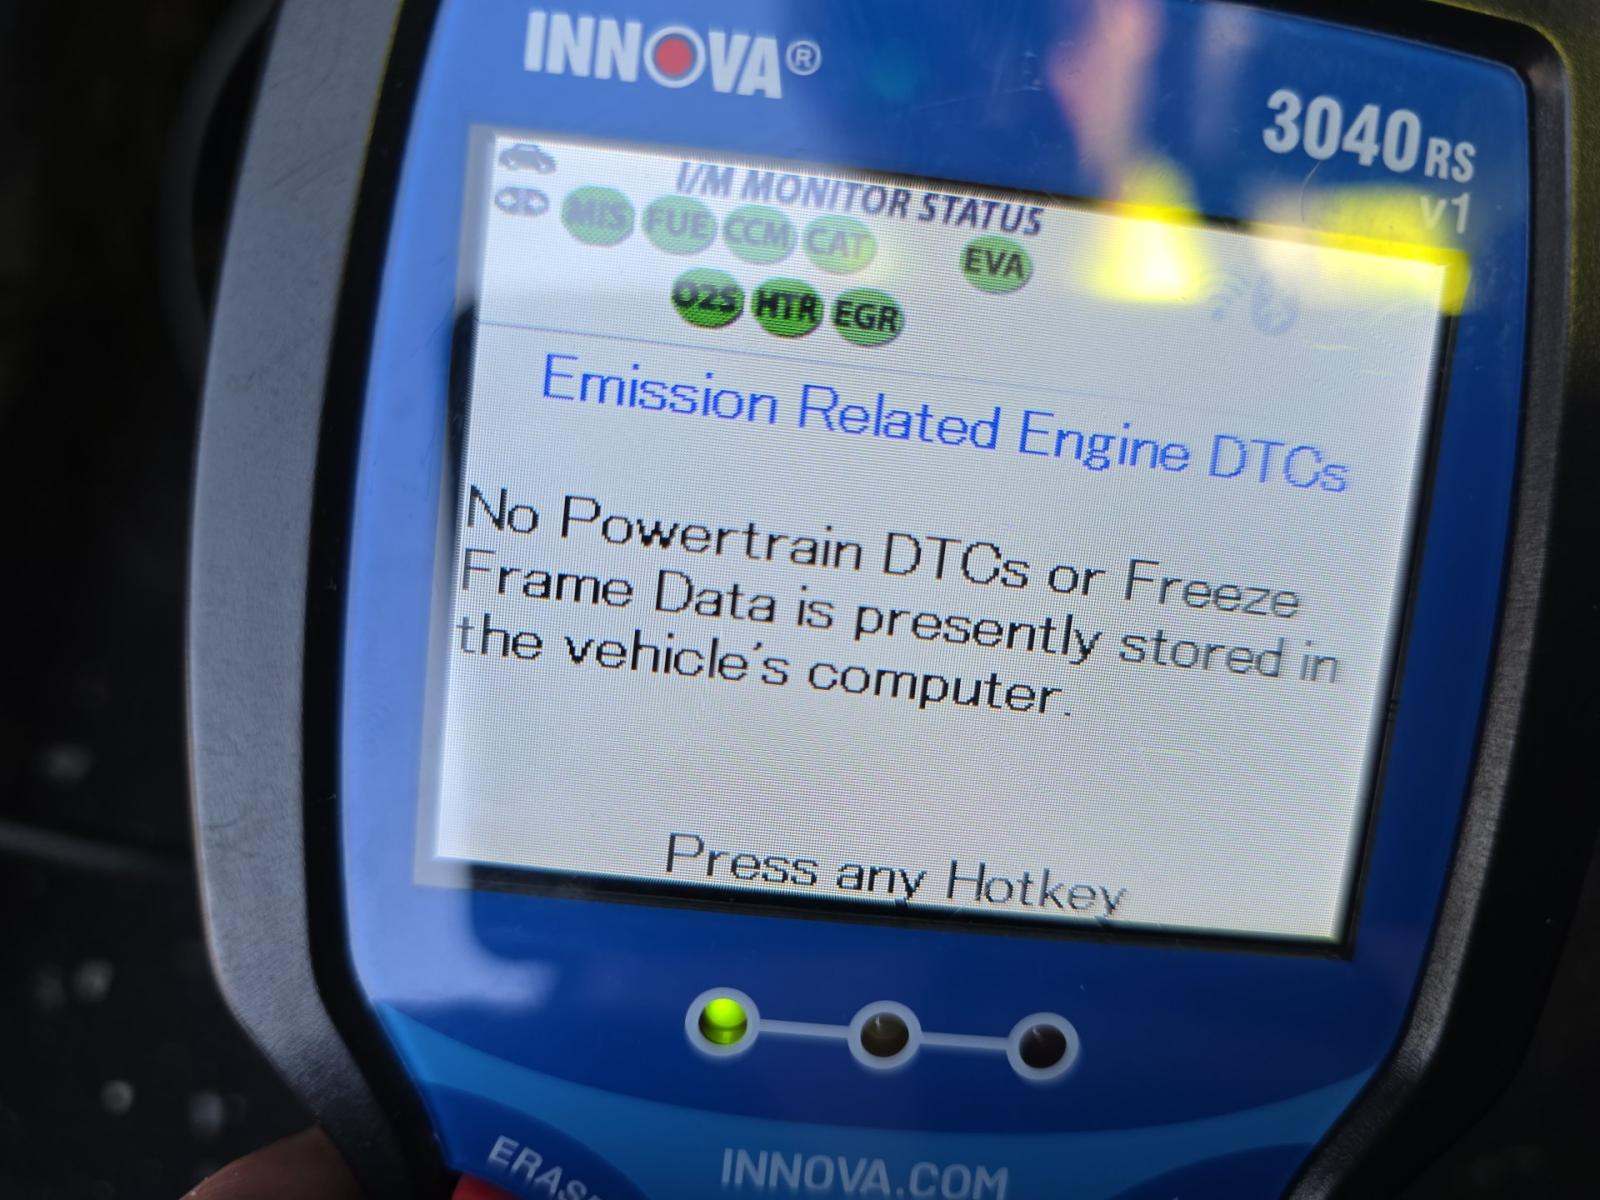 INNOVA®
3040RS
v1
I/M MONITOR STATUS
MIS FUE CCM CAT EVA
O2S HTR EGR
Emission Related Engine DTCs
No Powertrain DTCs or Freeze
Frame Data is presently stored in
the vehicle's computer.
Press any Hotkey
ERAS
INNOVA.COM